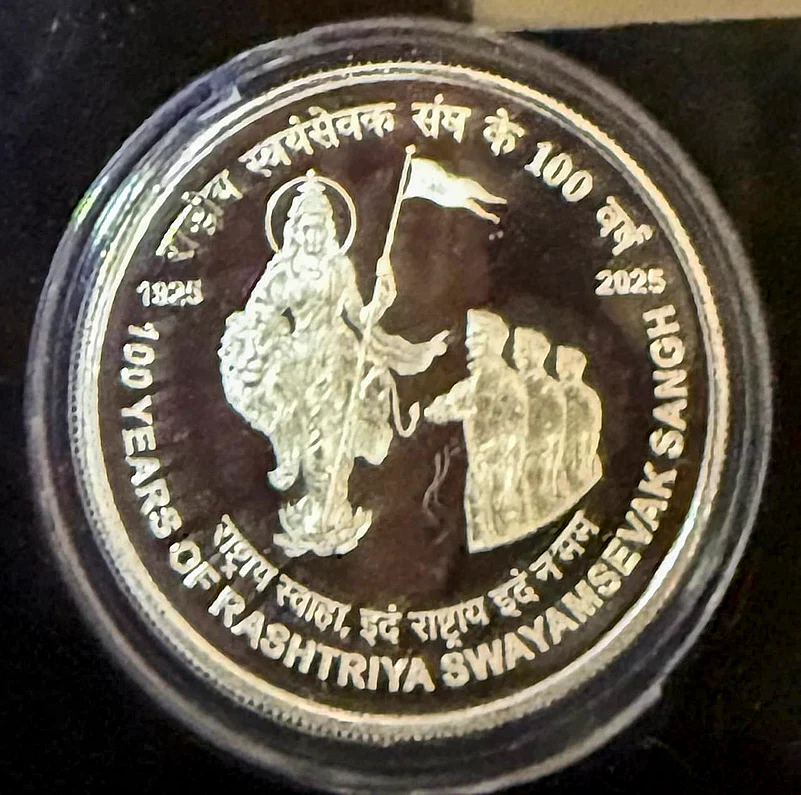 राष्ट्रीय स्वयंसेवक संघ के 100 वर्ष
1925
2025
100 YEARS OF RASHTRIYA SWAYAMSEVAK SANGH
राष्ट्राय स्वाहा, इदं राष्ट्राय इदं न मम